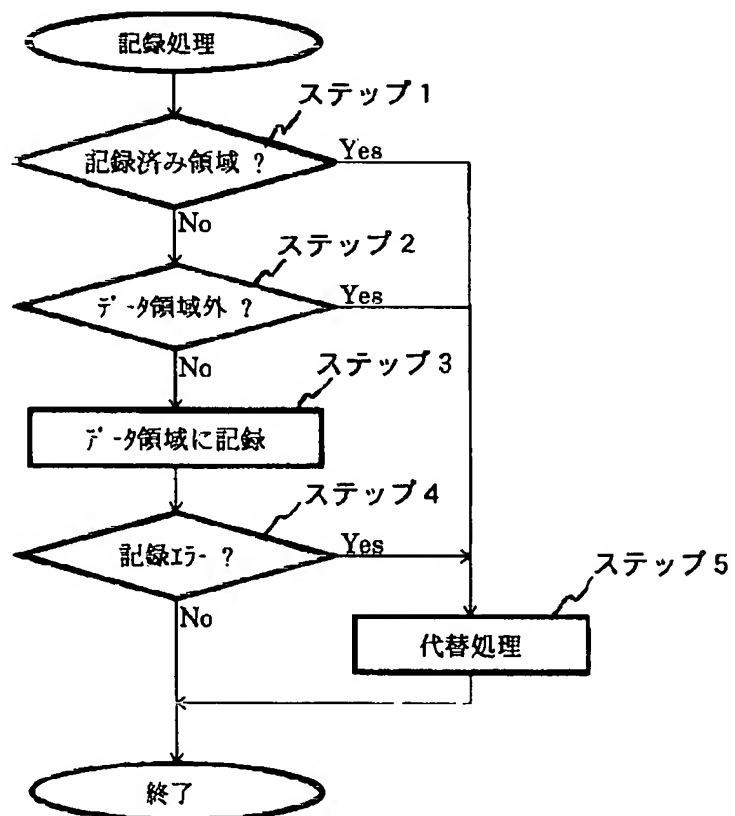 記録処理
ステップ1
記録済み領域 ?
Yes
No
ステップ2
データ領域外 ?
Yes
No
ステップ3
データ領域に記録
ステップ4
記録エラー ?
Yes
No
ステップ5
代替処理
終了